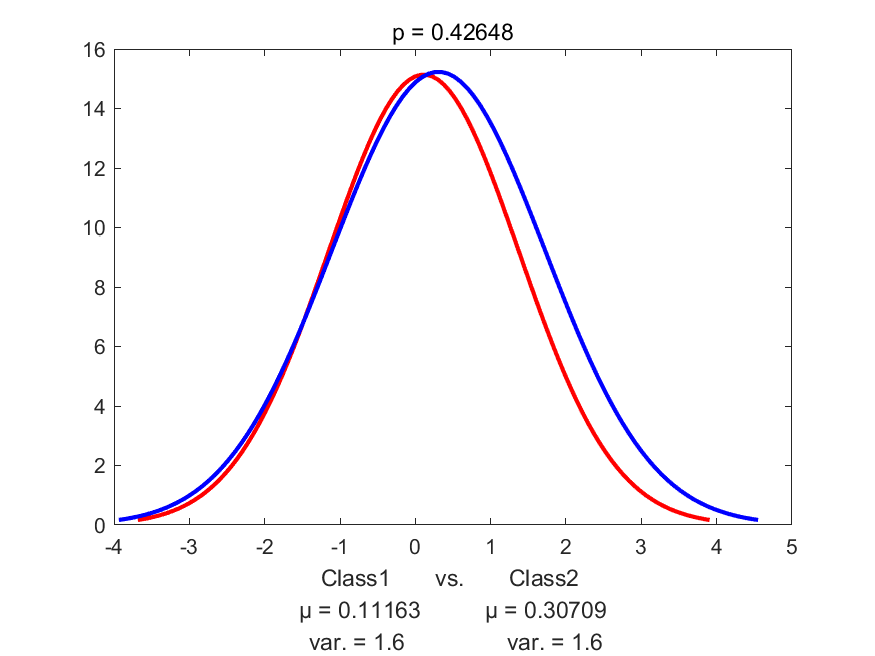 p = 0.42648
16
14
12
10
8
6
4
2
0
-4 -3 -2 -1 0 1 2 3 4 5
Class1 vs. Class2
μ = 0.11163 μ = 0.30709
var. = 1.6 var. = 1.6